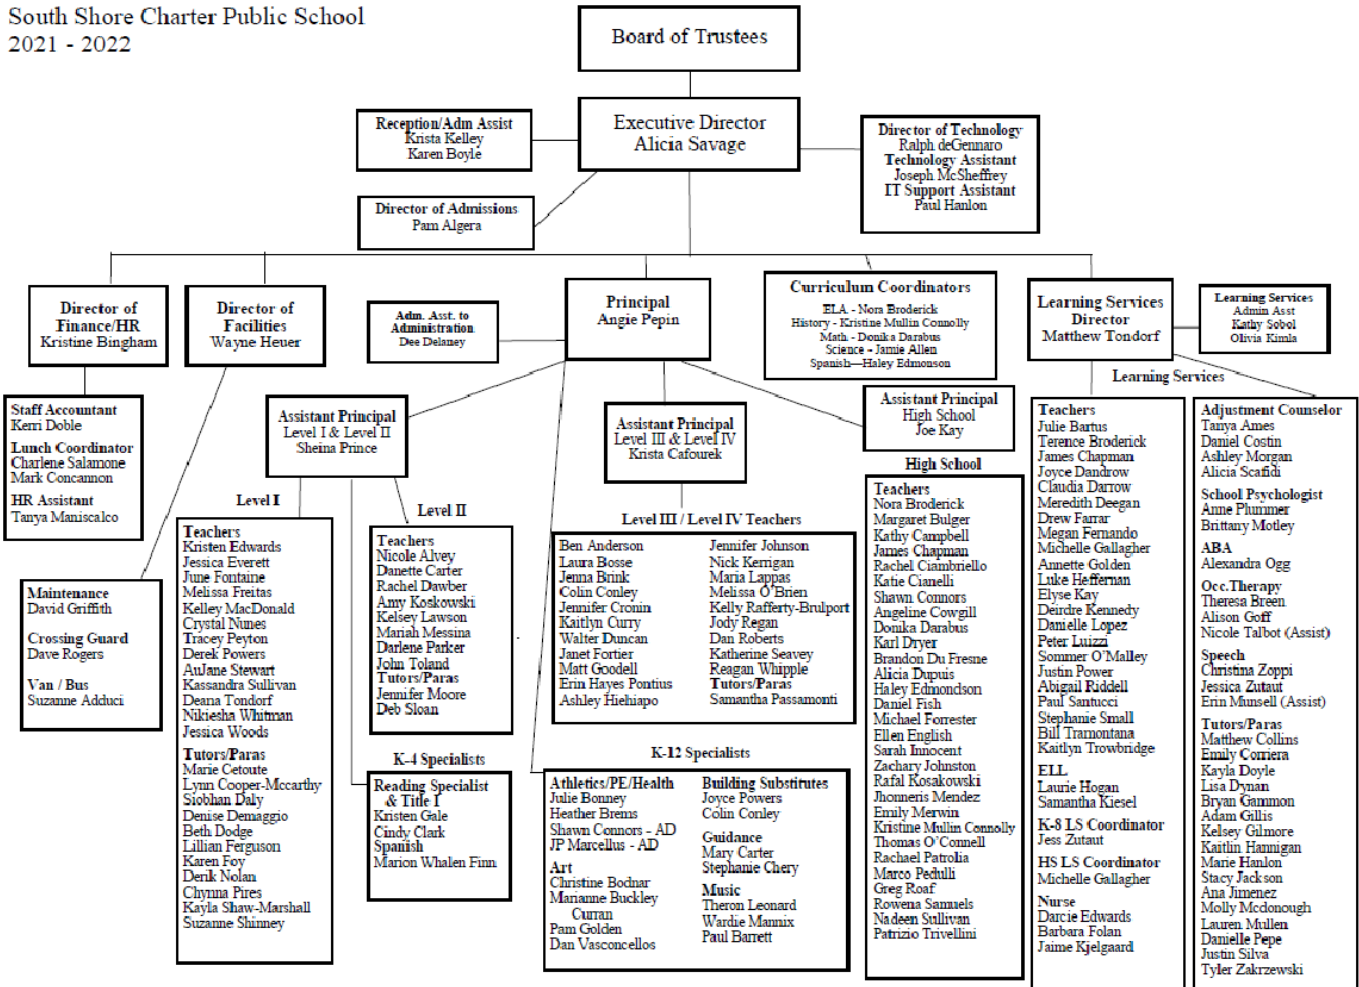 South Shore Charter Public School
2021 - 2022
Board of Trustees
Executive Director
Alicia Savage
Reception/Adm Assist
Krista Kelley
Karen Boyle
Director of Technology
Ralph deGennaro
Technology Assistant
Joseph McSheffrey
IT Support Assistant
Paul Hanlon
Director of Admissions
Pam Algera
Director of
Finance/HR
Kristine Bingham
Director of
Facilities
Wayne Heuer
Adm. Asst. to
Administration
Dee Delaney
Principal
Angie Pepin
Curriculum Coordinators
ELA - Nora Broderick
History - Kristine Mullin Connolly
Math. - Donika Darabus
Science - Jamie Allen
Spanish—Haley Edmonson
Learning Services
Director
Matthew Tondorf
Learning Services
Admin Asst
Kathy Sobol
Olivia Kimla
Learning Services
Staff Accountant
Kerri Doble
Lunch Coordinator
Charlene Salamone
Mark Concannon
HR Assistant
Tanya Maniscalco
Maintenance
David Griffith
Crossing Guard
Dave Rogers
Van / Bus
Suzanne Adduci
Assistant Principal
Level I & Level II
Sheina Prince
Assistant Principal
Level III & Level IV
Krista Cafourek
Assistant Principal
High School
Joe Kay
Level I
Teachers
Kristen Edwards
Jessica Everett
June Fontaine
Melissa Freitas
Kelley MacDonald
Crystal Nunes
Tracey Peyton
Derek Powers
AuJane Stewart
Kassandra Sullivan
Deana Tondorf
Nikiesha Whitman
Jessica Woods
Tutors/Paras
Marie Cetoute
Lynn Cooper-Mccarthy
Siobhan Daly
Denise Demaggio
Beth Dodge
Lillian Ferguson
Karen Foy
Derik Nolan
Chynna Pires
Kayla Shaw-Marshall
Suzanne Shinney
Level II
Teachers
Nicole Alvey
Danette Carter
Rachel Dawber
Amy Koskowski
Kelsey Lawson
Mariah Messina
Darlene Parker
John Toland
Tutors/Paras
Jennifer Moore
Deb Sloan
K-4 Specialists
Reading Specialist
& Title I
Kristen Gale
Cindy Clark
Spanish
Marion Whalen Finn
Level III / Level IV Teachers
Ben Anderson
Laura Bosse
Jenna Brink
Colin Conley
Jennifer Cronin
Kaitlyn Curry
Walter Duncan
Janet Fortier
Matt Goodell
Erin Hayes Pontius
Ashley Hiehiapo
Jennifer Johnson
Nick Kerrigan
Maria Lappas
Melissa O'Brien
Kelly Rafferty-Brulport
Jody Regan
Dan Roberts
Katherine Seavey
Reagan Whipple
Tutors/Paras
Samantha Passamonti
K-12 Specialists
Athletics/PE/Health
Julie Bonney
Heather Brems
Shawn Connors - AD
JP Marcellus - AD
Art
Christine Bodnar
Marianne Buckley
Curran
Pam Golden
Dan Vasconcellos
Building Substitutes
Joyce Powers
Colin Conley
Guidance
Mary Carter
Stephanie Chery
Music
Theron Leonard
Wardie Mannix
Paul Barrett
High School
Teachers
Nora Broderick
Margaret Bulger
Kathy Campbell
James Chapman
Rachel Ciambriello
Katie Cianelli
Shawn Connors
Angeline Cowgill
Donika Darabus
Karl Dryer
Brandon Du Fresne
Alicia Dupuis
Haley Edmondson
Daniel Fish
Michael Forrester
Ellen English
Sarah Innocent
Zachary Johnston
Rafal Kosakowski
Jhonneris Mendez
Emily Merwin
Kristine Mullin Connolly
Thomas O'Connell
Rachael Patrolia
Marco Pedulli
Greg Roaf
Rowena Samuels
Nadeen Sullivan
Patrizio Trivellini
Teachers
Julie Bartus
Terence Broderick
James Chapman
Joyce Dandrow
Claudia Darrow
Meredith Deegan
Drew Farrar
Megan Fernando
Michelle Gallagher
Annette Golden
Luke Heffernan
Elyse Kay
Deirdre Kennedy
Danielle Lopez
Peter Luizzi
Sommer O'Malley
Justin Power
Abigail Riddell
Paul Santucci
Stephanie Small
Bill Tramontana
Kaitlyn Trowbridge
ELL
Laurie Hogan
Samantha Kiesel
K-8 LS Coordinator
Jess Zutaut
HS LS Coordinator
Michelle Gallagher
Nurse
Darcie Edwards
Barbara Folan
Jaime Kjelgaard
Adjustment Counselor
Tanya Ames
Daniel Costin
Ashley Morgan
Alicia Scafidi
School Psychologist
Anne Plummer
Brittany Motley
ABA
Alexandra Ogg
Occ.Therapy
Theresa Breen
Alison Goff
Nicole Talbot (Assist)
Speech
Christina Zoppi
Jessica Zutaut
Erin Munsell (Assist)
Tutors/Paras
Matthew Collins
Emily Corriera
Kayla Doyle
Lisa Dynan
Bryan Gammon
Adam Gillis
Kelsey Gilmore
Kaitlin Hannigan
Marie Hanlon
Stacy Jackson
Ana Jimenez
Molly Mcdonough
Lauren Mullen
Danielle Pepe
Justin Silva
Tyler Zakrzewski